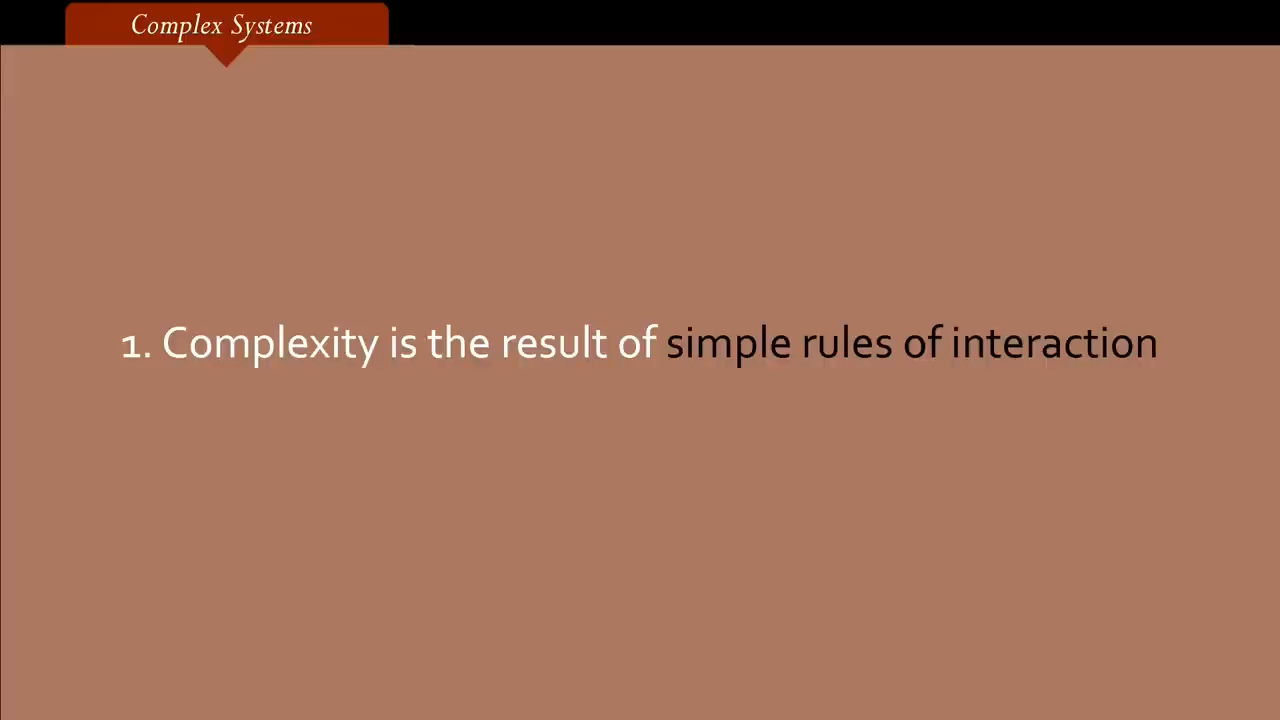 Complex Systems
1. Complexity is the result of simple rules of interaction